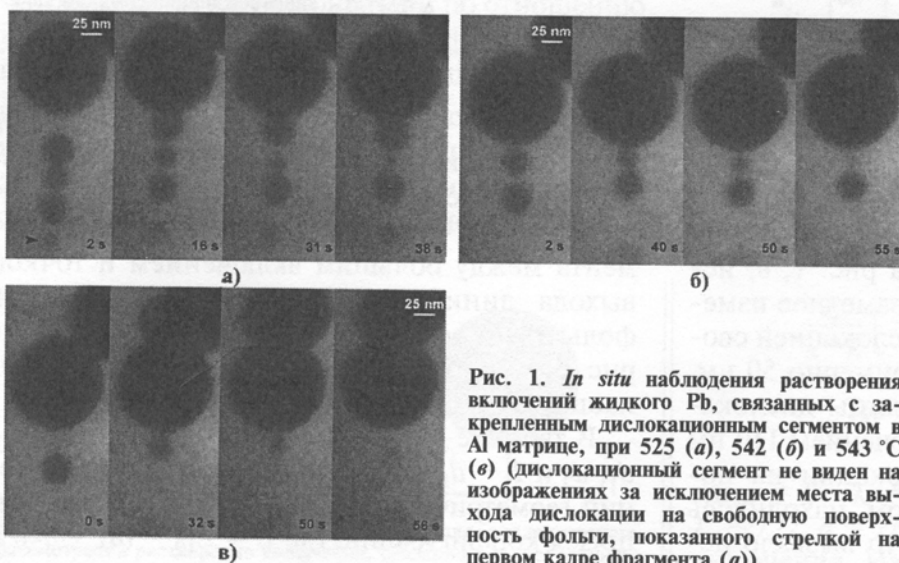 25 nm
2 s
16 s
31 s
38 s
а)
25 nm
2 s
40 s
50 s
55 s
б)
25 nm
0 s
32 s
50 s
в)
Рис. 1. In situ наблюдения растворения
включений жидкого Pb, связанных с за-
крепленным дислокационным сегментом в
Al матрице, при 525 (а), 542 (б) и 543 °С
(в) (дислокационный сегмент не виден на
изображениях за исключением места вы-
хода дислокации на свободную поверх-
ность фольги, показанного стрелкой на
первом кадре фрагмента (а))